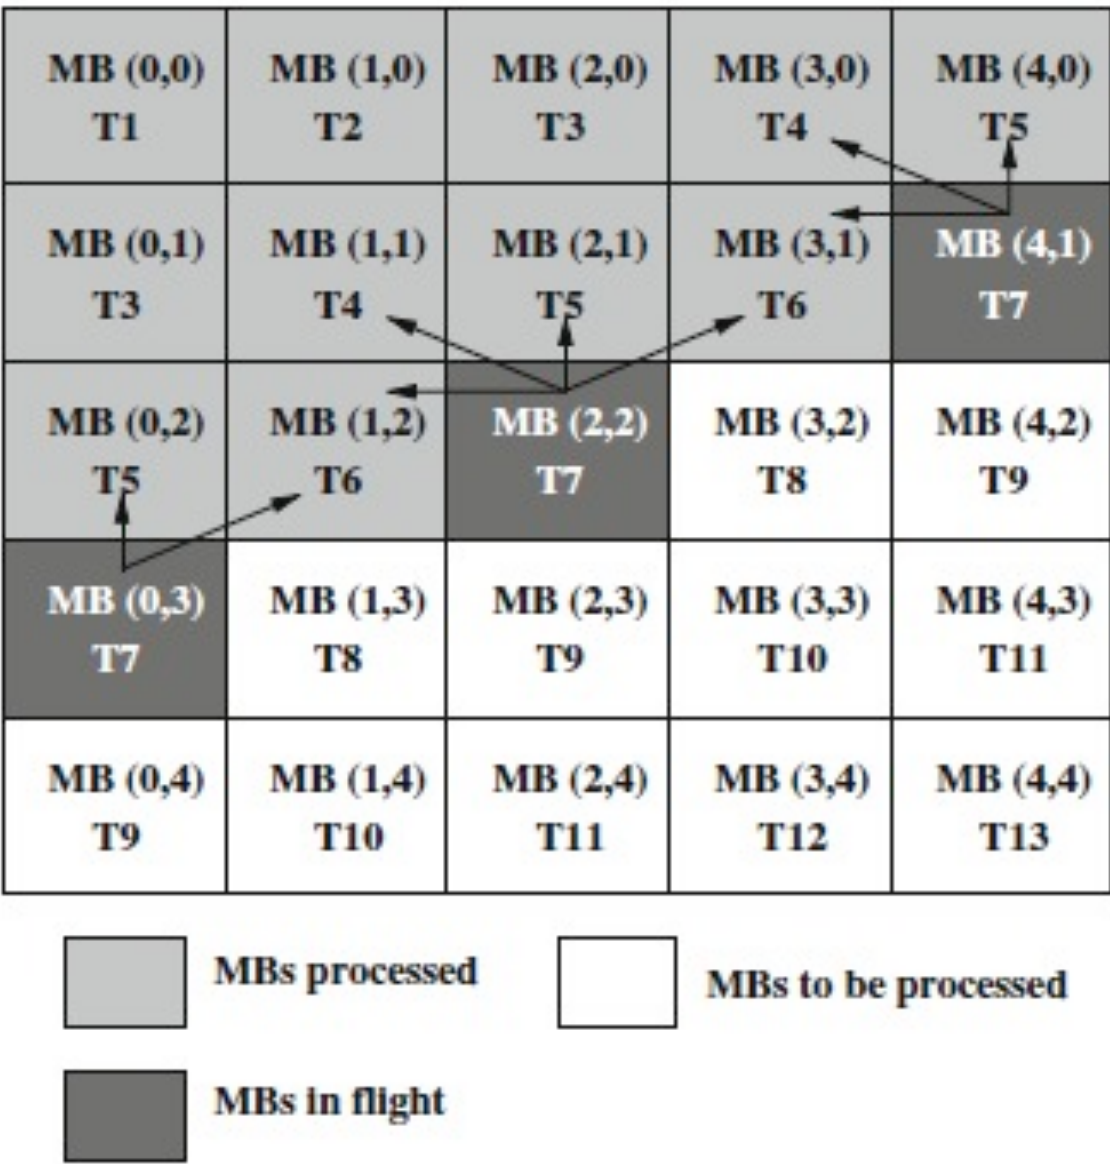 MB (0,0) MB (1,0) MB (2,0) MB (3,0) MB (4,0)
T1 T2 T3 T4 T5
MB (0,1) MB (1,1) MB (2,1) MB (3,1) MB (4,1)
T3 T4 T5 T6 T7
MB (0,2) MB (1,2) MB (2,2) MB (3,2) MB (4,2)
T5 T6 T7 T8 T9
MB (0,3) MB (1,3) MB (2,3) MB (3,3) MB (4,3)
T7 T8 T9 T10 T11
MB (0,4) MB (1,4) MB (2,4) MB (3,4) MB (4,4)
T9 T10 T11 T12 T13
MBs processed MBs to be processed
MBs in flight